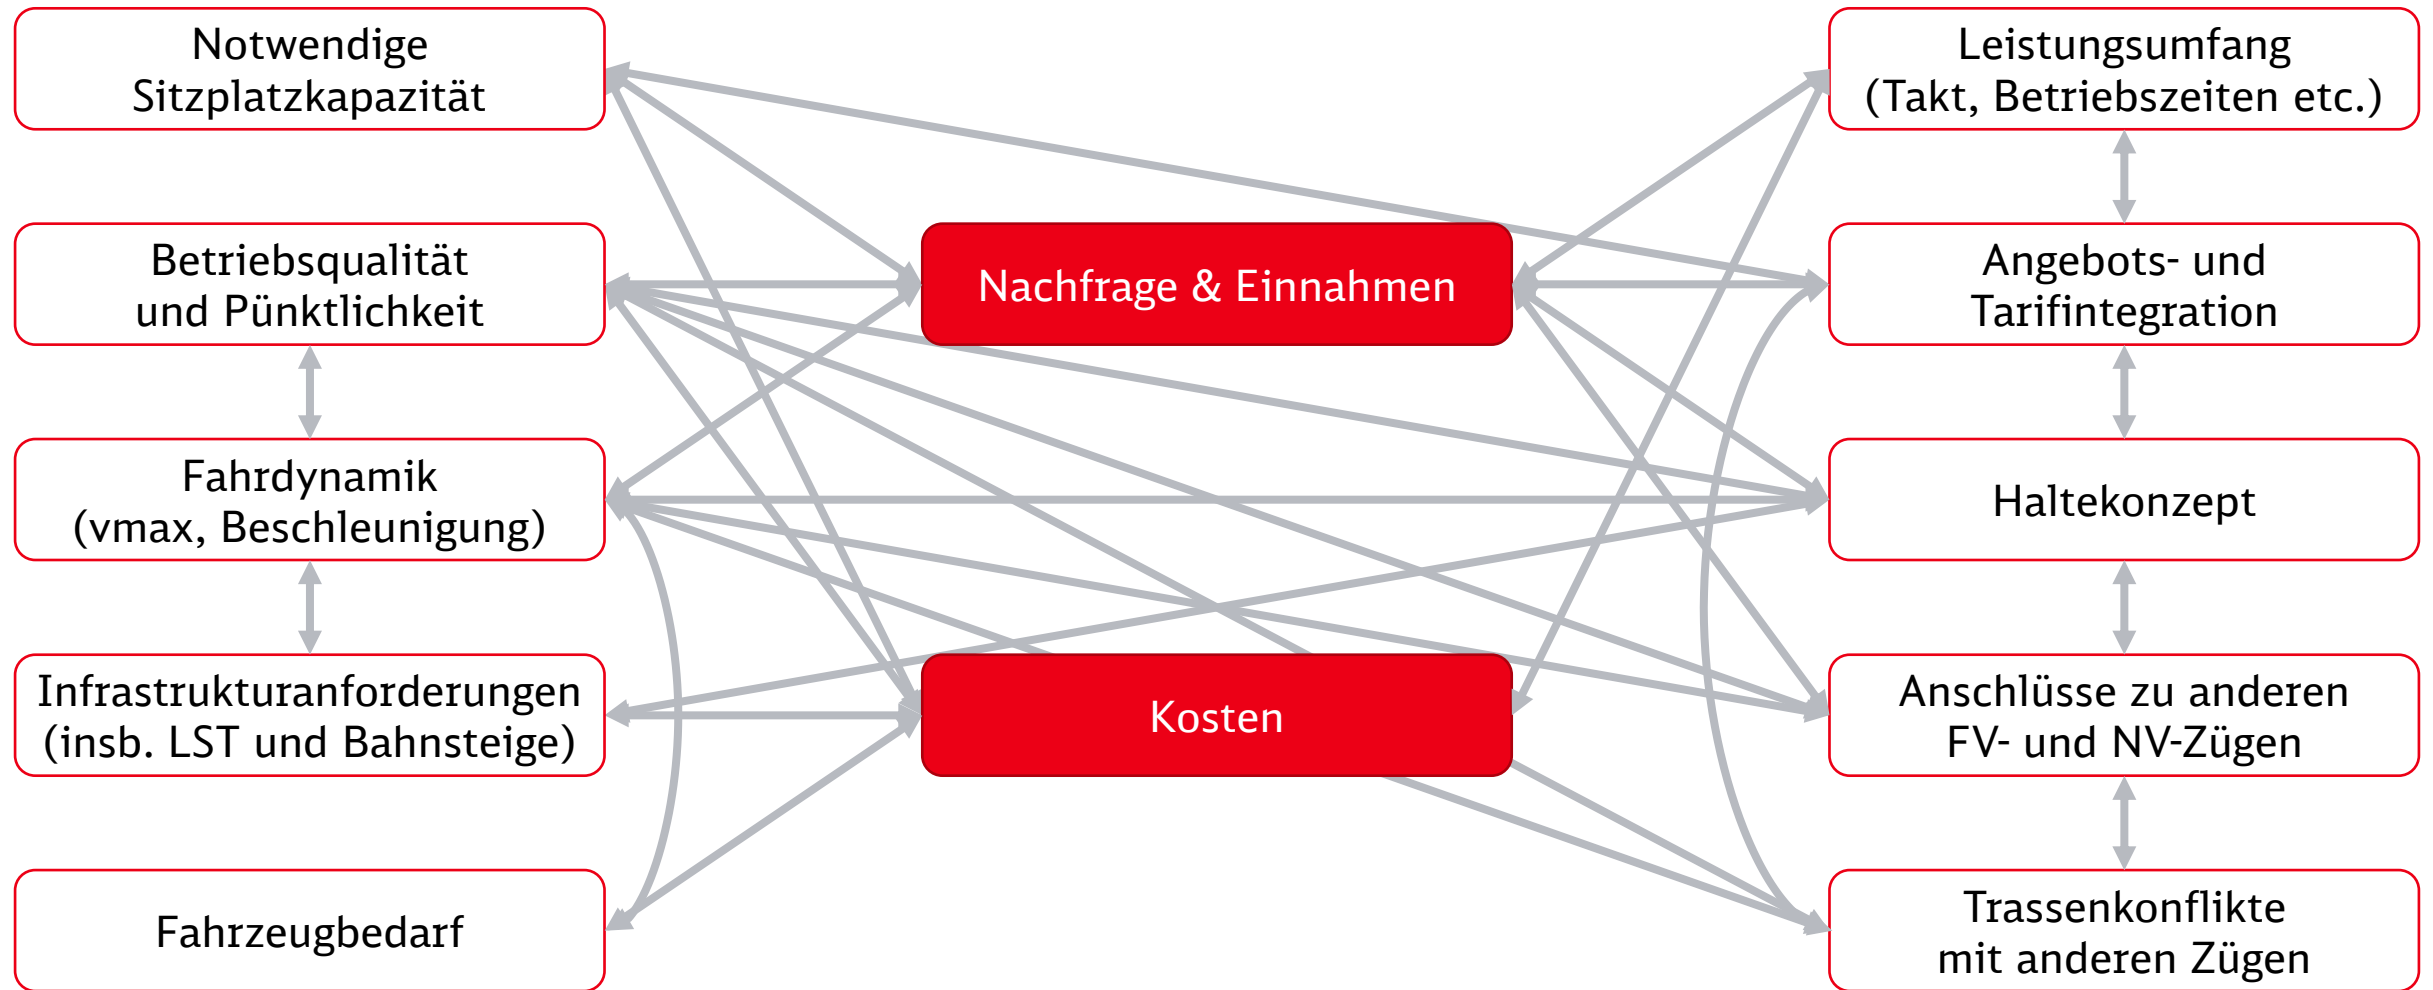 Notwendige
Sitzplatzkapazität
Betriebsqualität
und Pünktlichkeit
Fahrdynamik
(vmax, Beschleunigung)
Infrastrukturanforderungen
(insb. LST und Bahnsteige)
Fahrzeugbedarf
Nachfrage & Einnahmen
Kosten
Leistungsumfang
(Takt, Betriebszeiten etc.)
Angebots- und
Tarifintegration
Haltekonzept
Anschlüsse zu anderen
FV- und NV-Zügen
Trassenkonflikte
mit anderen Zügen